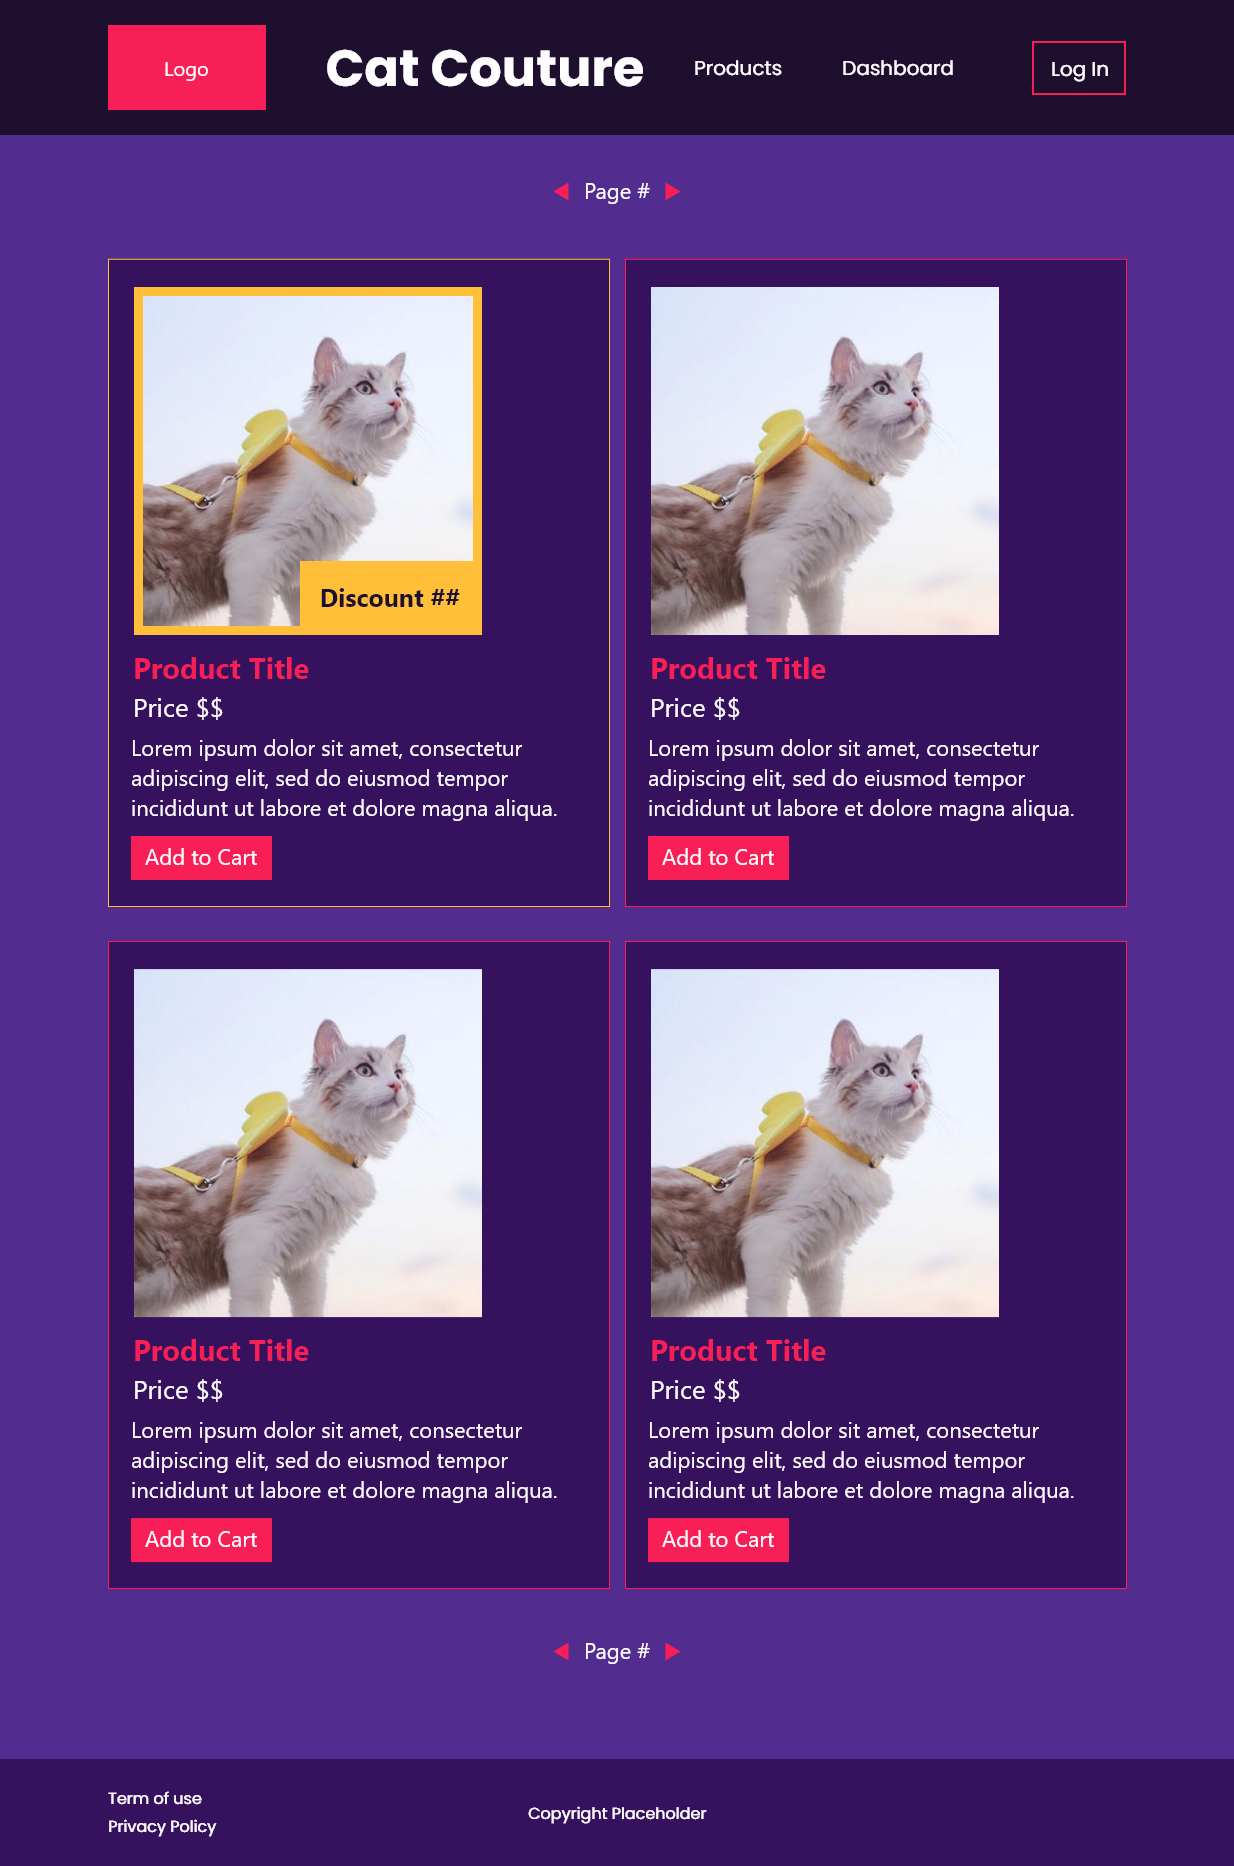 Logo
Cat Couture
Products
Dashboard
Log In
Page #
Discount ##
Product Title
Price $$
Lorem ipsum dolor sit amet, consectetur
adipiscing elit, sed do eiusmod tempor
incididunt ut labore et dolore magna aliqua.
Add to Cart
Product Title
Price $$
Lorem ipsum dolor sit amet, consectetur
adipiscing elit, sed do eiusmod tempor
incididunt ut labore et dolore magna aliqua.
Add to Cart
Product Title
Price $$
Lorem ipsum dolor sit amet, consectetur
adipiscing elit, sed do eiusmod tempor
incididunt ut labore et dolore magna aliqua.
Add to Cart
Product Title
Price $$
Lorem ipsum dolor sit amet, consectetur
adipiscing elit, sed do eiusmod tempor
incididunt ut labore et dolore magna aliqua.
Add to Cart
Page #
Term of use
Privacy Policy
Copyright Placeholder